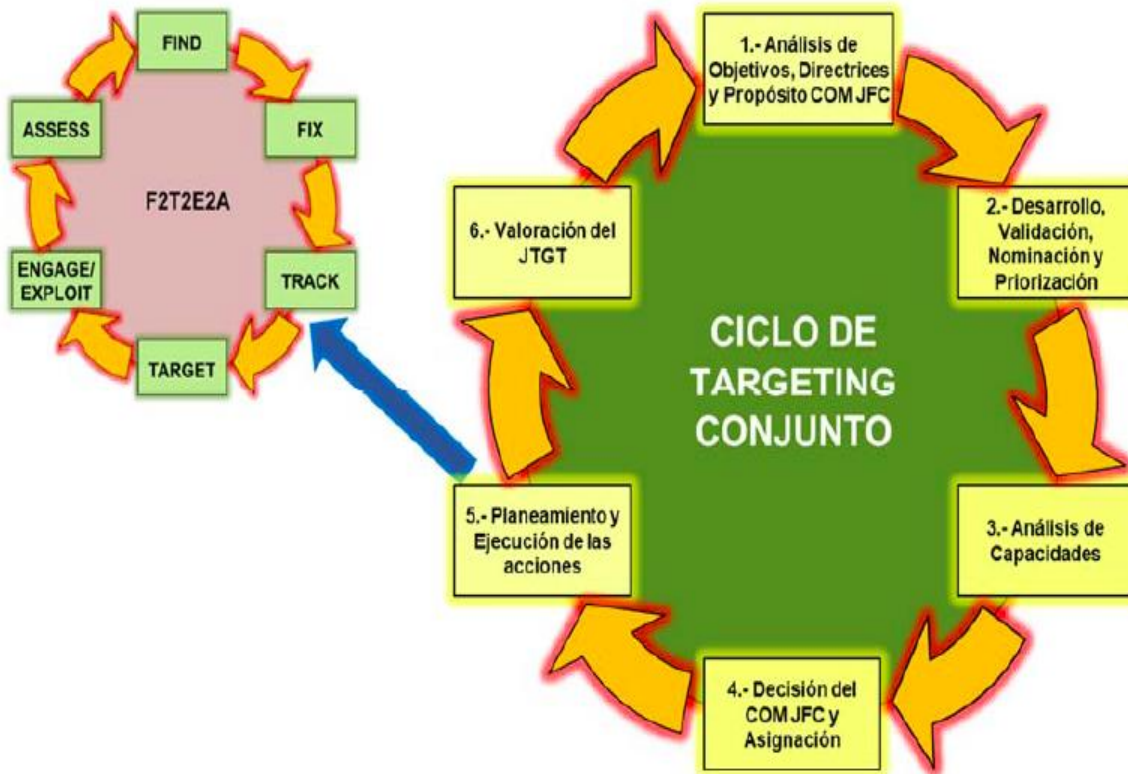 FIND
FIX
TRACK
TARGET
ENGAGE/
EXPLOIT
ASSESS
F2T2E2A
1.- Análisis de
Objetivos, Directrices
y Propósito COM JFC
2.- Desarrollo,
Validación,
Nominación y
Priorización
3.- Análisis de
Capacidades
4.- Decisión del
COM JFC y
Asignación
5.- Planeamiento y
Ejecución de las
acciones
6.- Valoración del
JTGT
CICLO DE
TARGETING
CONJUNTO